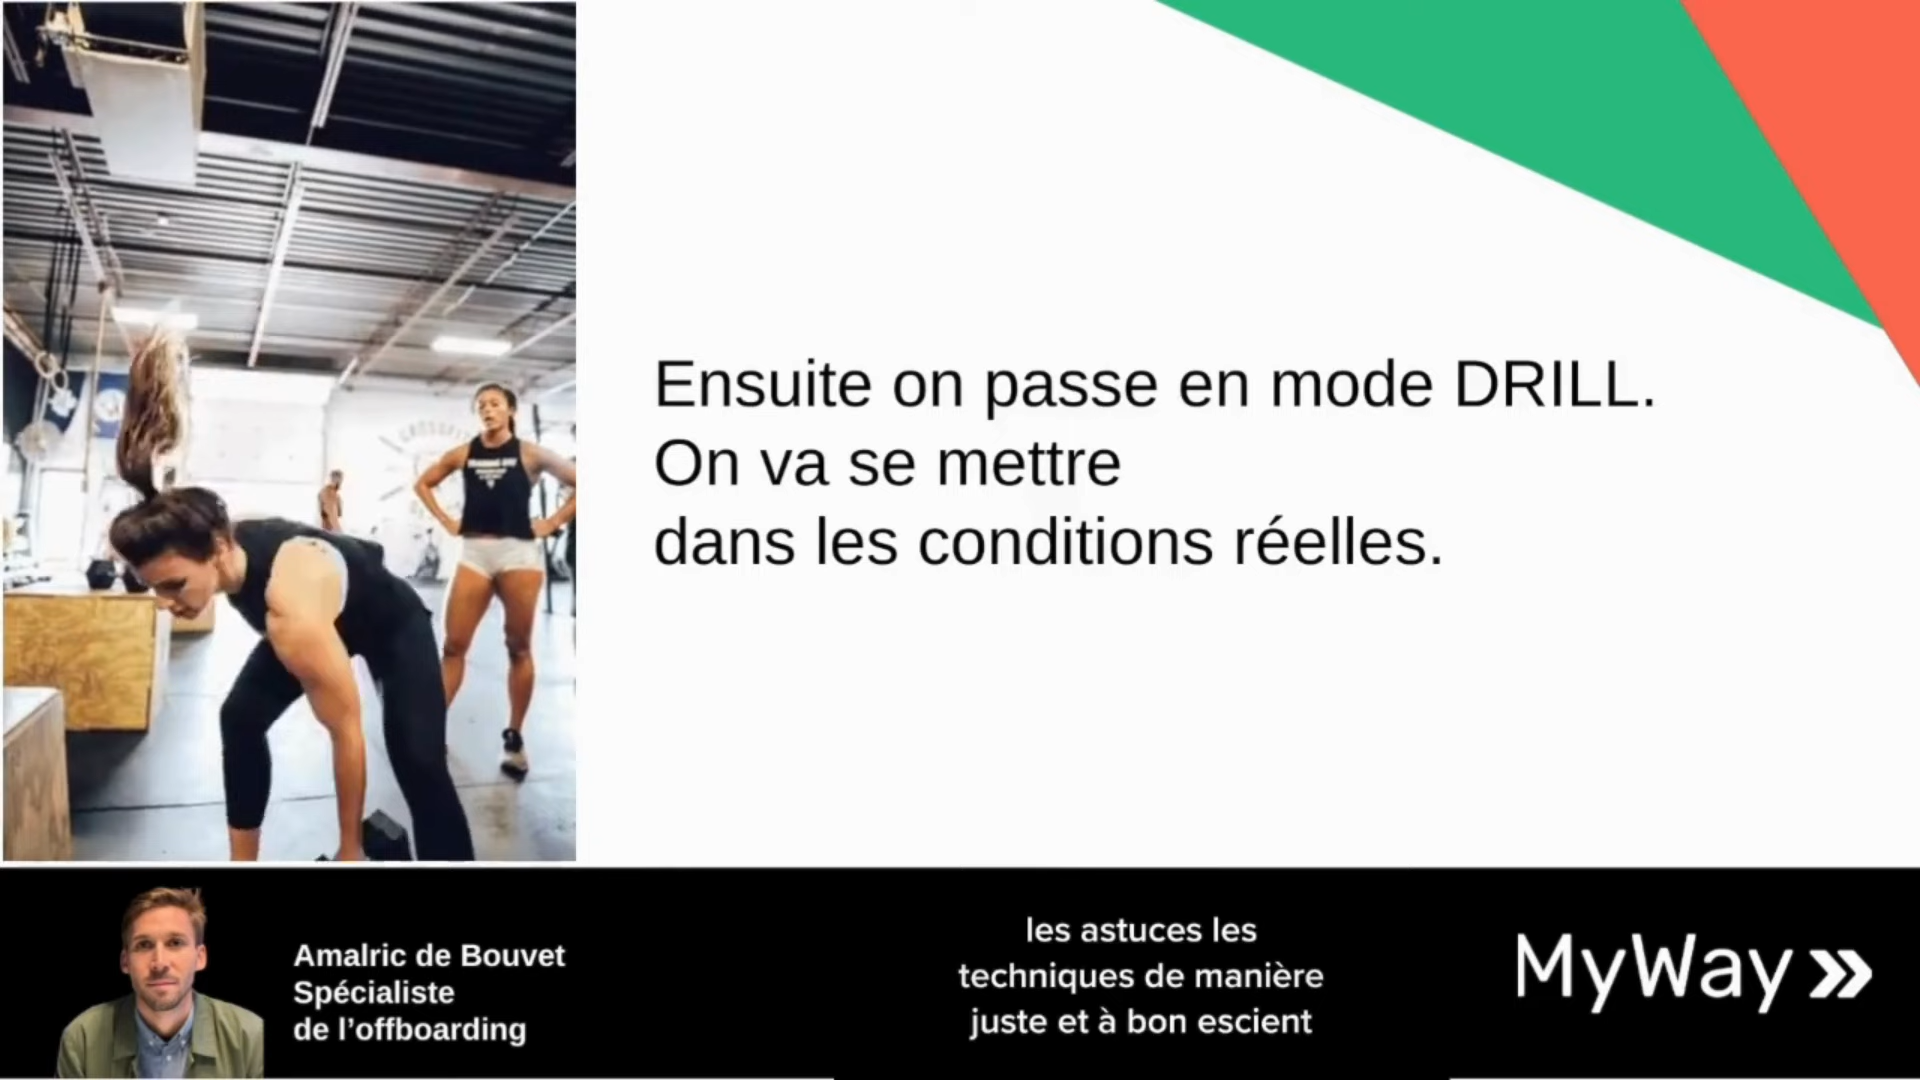 Ensuite on passe en mode DRILL.
On va se mettre
dans les conditions réelles.
Amalric de Bouvet
Spécialiste
de l’offboarding
les astuces les
techniques de manière
juste et à bon escient
MyWay